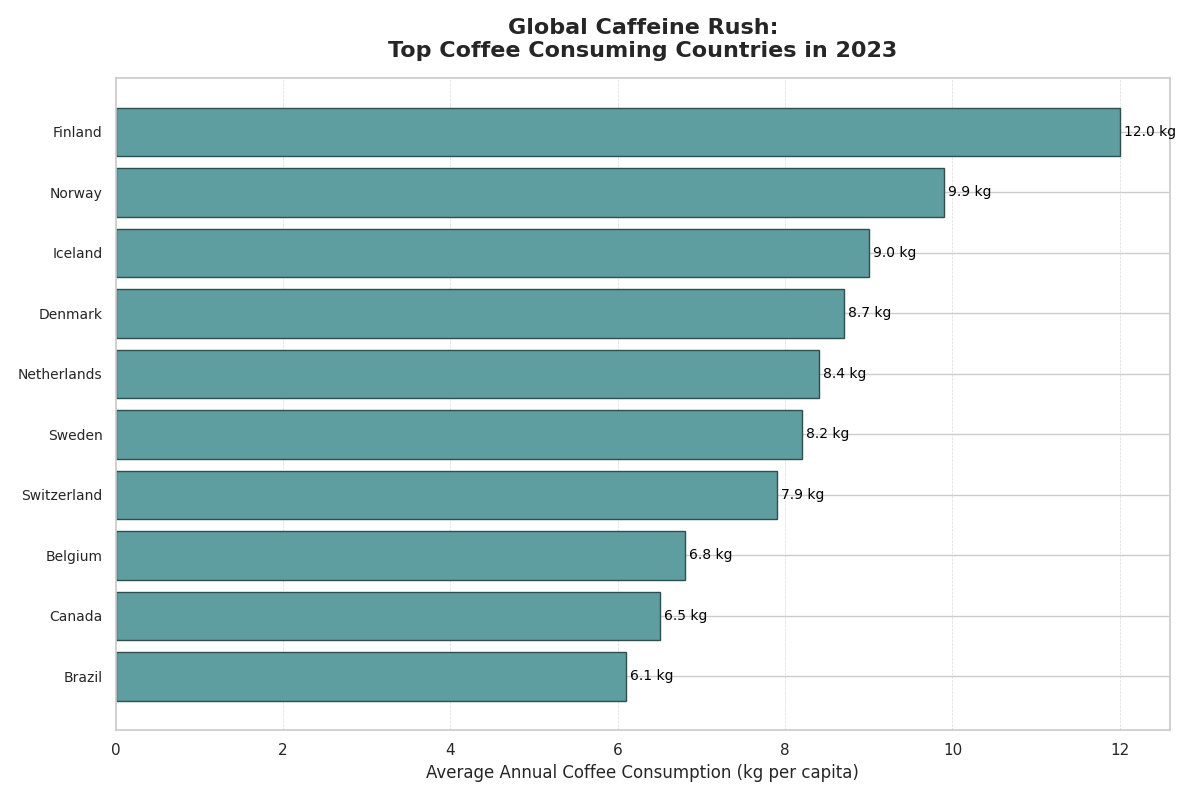 Global Caffeine Rush:
Top Coffee Consuming Countries in 2023
Finland
12.0 kg
Norway
9.9 kg
Iceland
9.0 kg
Denmark
8.7 kg
Netherlands
8.4 kg
Sweden
8.2 kg
Switzerland
7.9 kg
Belgium
6.8 kg
Canada
6.5 kg
Brazil
6.1 kg
0 2 4 6 8 10 12
Average Annual Coffee Consumption (kg per capita)